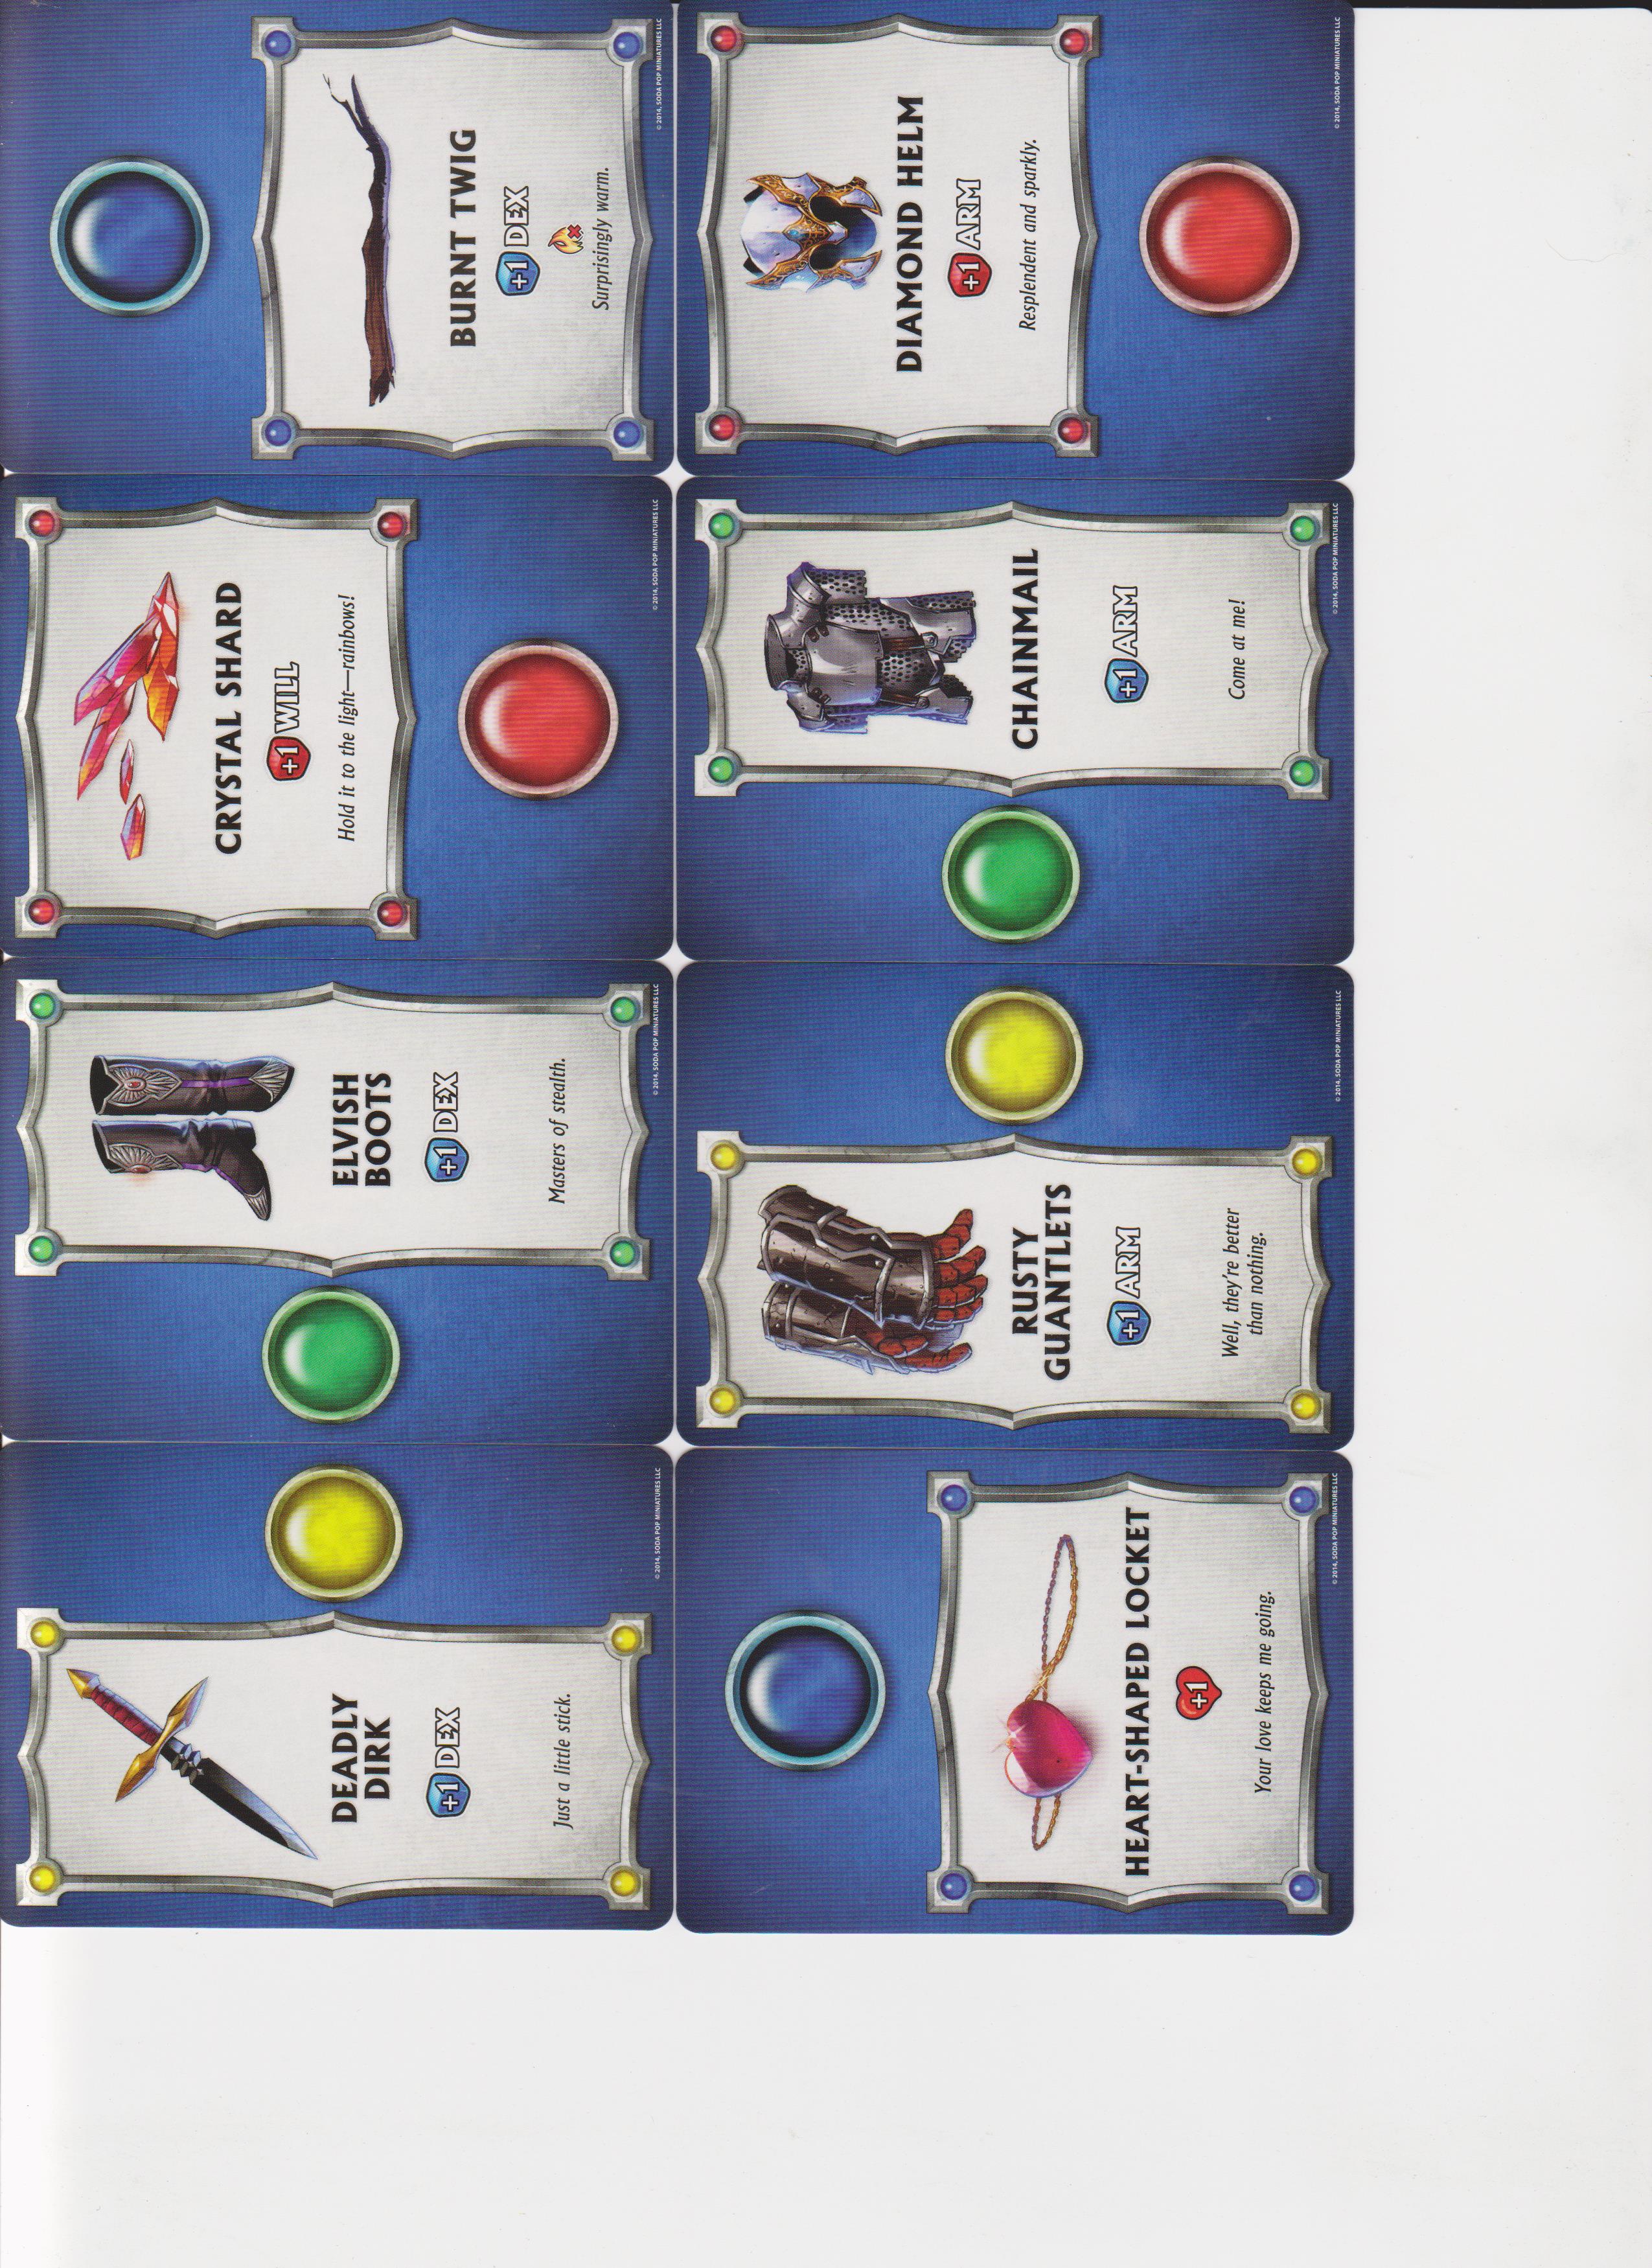 DEADLY
DIRK
+1 DEX
Just a little stick.
© 2014, SODA POP MINIATURES LLC
ELVISH
BOOTS
+1 DEX
Masters of stealth.
© 2014, SODA POP MINIATURES LLC
CRYSTAL SHARD
+1 WILL
Hold it to the light—rainbows!
© 2014, SODA POP MINIATURES LLC
BURNT TWIG
+1 DEX
Surprisingly warm.
© 2014, SODA POP MINIATURES LLC
HEART-SHAPED LOCKET
+1
Your love keeps me going.
© 2014, SODA POP MINIATURES LLC
RUSTY
GUANTLETS
+1 ARM
Well, they're better
than nothing.
© 2014, SODA POP MINIATURES LLC
CHAINMAIL
+1 ARM
Come at me!
© 2014, SODA POP MINIATURES LLC
DIAMOND HELM
+1 ARM
Resplendent and sparkly.
© 2014, SODA POP MINIATURES LLC